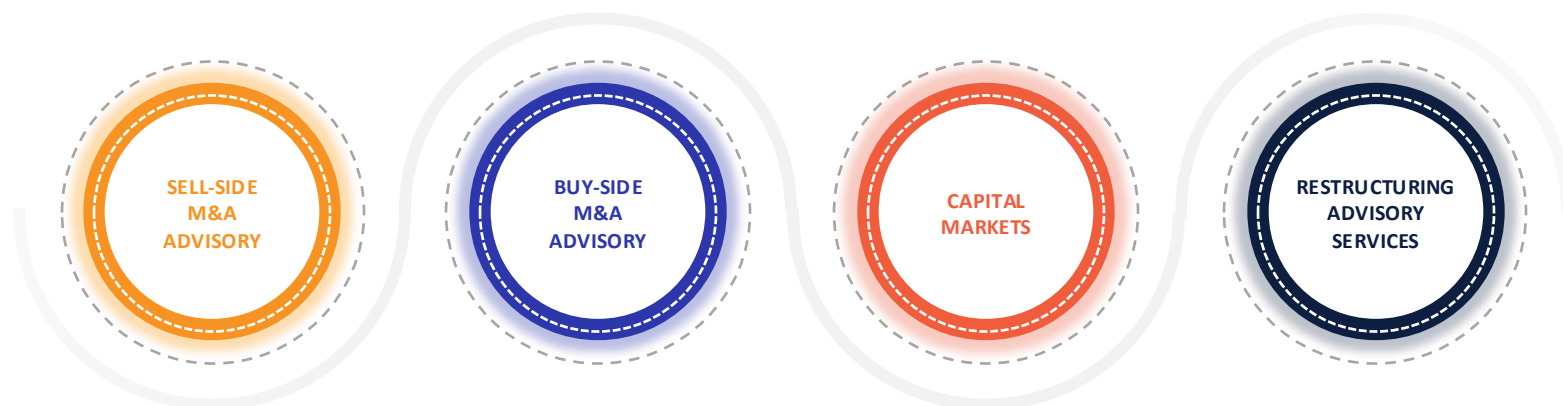 SELL-SIDE
M&A
ADVISORY
BUY-SIDE
M&A
ADVISORY
CAPITAL
MARKETS
RESTRUCTURING
ADVISORY
SERVICES